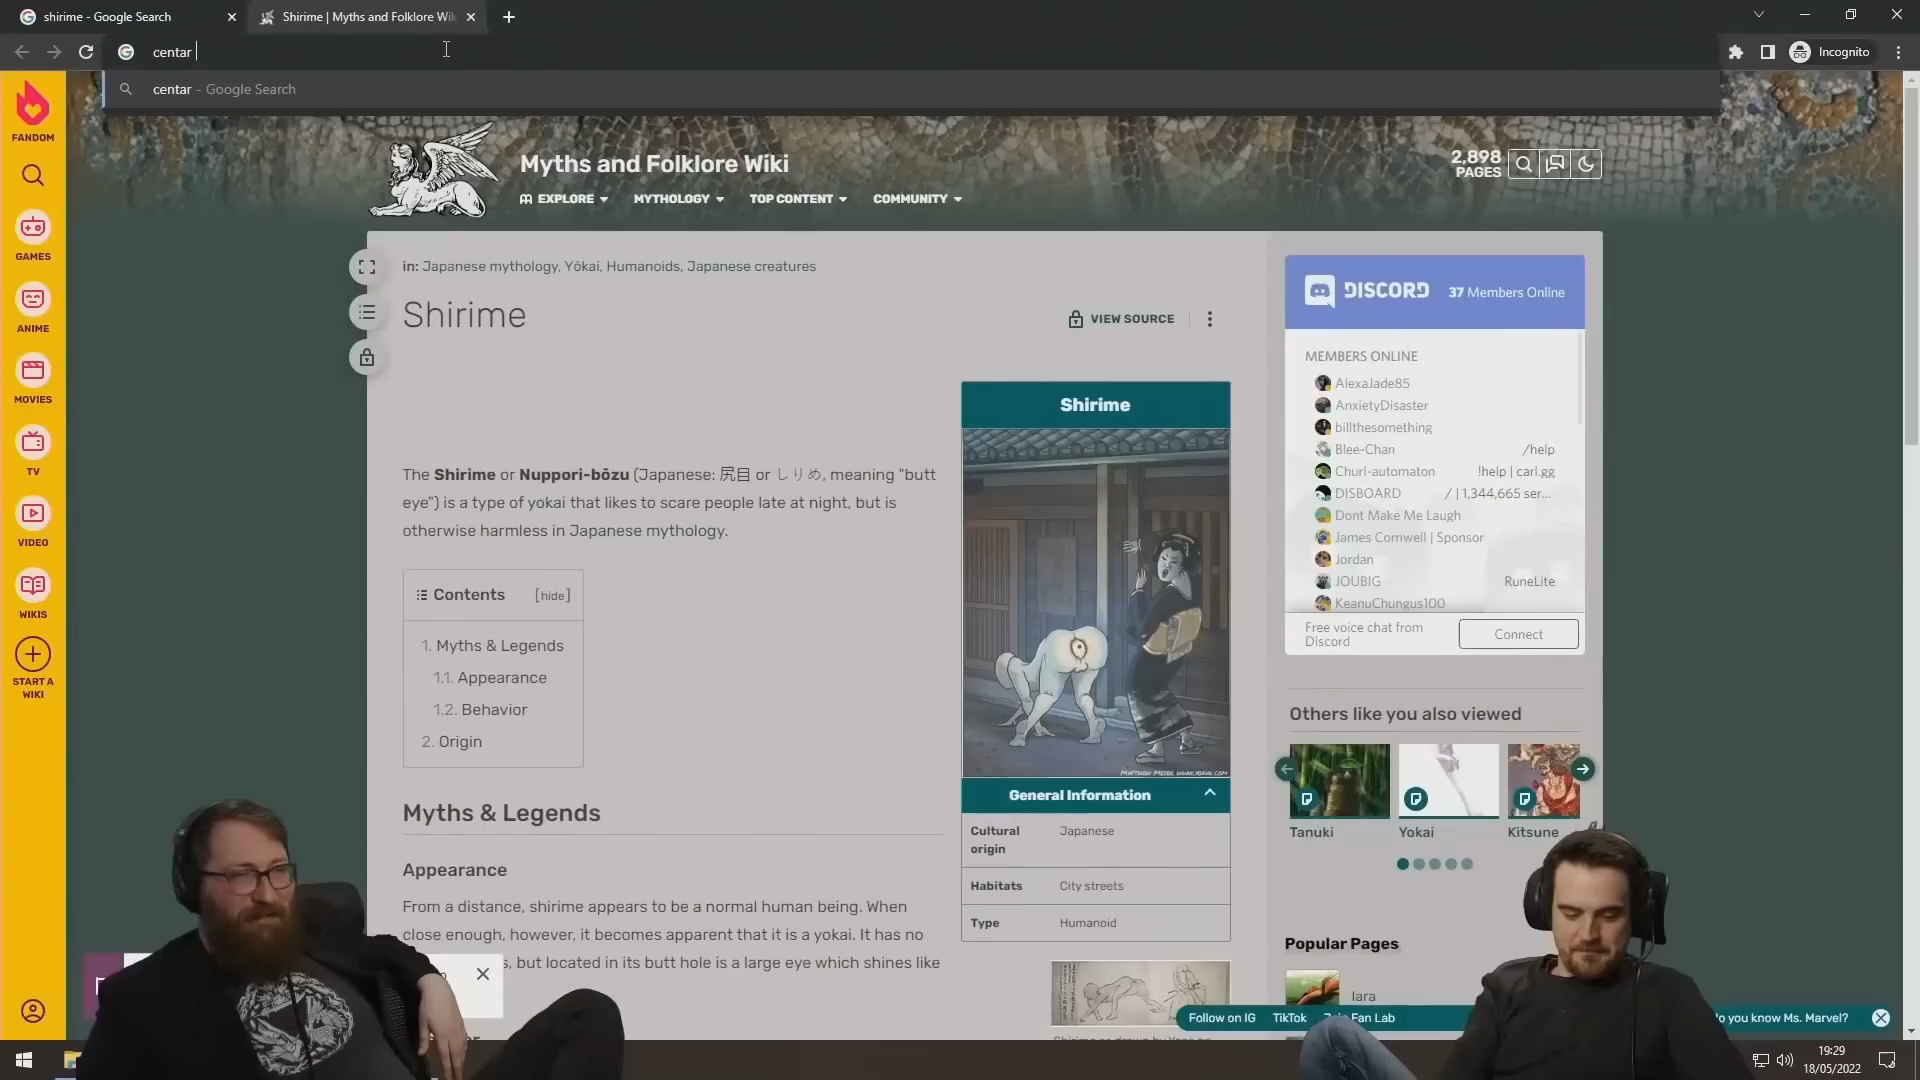 shirime - Google Search
Shirime | Myths and Folklore Wik
centar
Incognito
centar - Google Search
FANDOM
Myths and Folklore Wiki
2,898
PAGES
EXPLORE
MYTHOLOGY
TOP CONTENT
COMMUNITY
GAMES
ANIME
MOVIES
TV
VIDEO
WIKIS
START A
WIKI
in: Japanese mythology, Yōkai, Humanoids, Japanese creatures
Shirime
VIEW SOURCE
The Shirime or Nuppori-bōzu (Japanese: 尻目 or しりめ, meaning "butt
eye") is a type of yokai that likes to scare people late at night, but is
otherwise harmless in Japanese mythology.
Contents [hide]
1. Myths & Legends
1.1. Appearance
1.2. Behavior
2. Origin
Myths & Legends
Appearance
From a distance, shirime appears to be a normal human being. When
close enough, however, it becomes apparent that it is a yokai. It has no
s, but located in its butt hole is a large eye which shines like
Shirime
MATTHEW MEYER WWW.YOKAI.COM
General Information
Cultural
origin
Japanese
Habitats
City streets
Type
Humanoid
DISCORD
37 Members Online
MEMBERS ONLINE
AlexaJade85
AnxietyDisaster
billthesomething
Blee-Chan /help
Churl-automaton !help | carl.gg
DISBOARD / | 1,344,665 ser...
Dont Make Me Laugh
James Cornwell | Sponsor
Jordan
JOUBIG RuneLite
KeanuChungus100
Free voice chat from
Discord
Connect
Others like you also viewed
Tanuki
Yokai
Kitsune
Popular Pages
Iara
Follow on IG
TikTok
Fan Lab
o you know Ms. Marvel?
19:29
18/05/2022